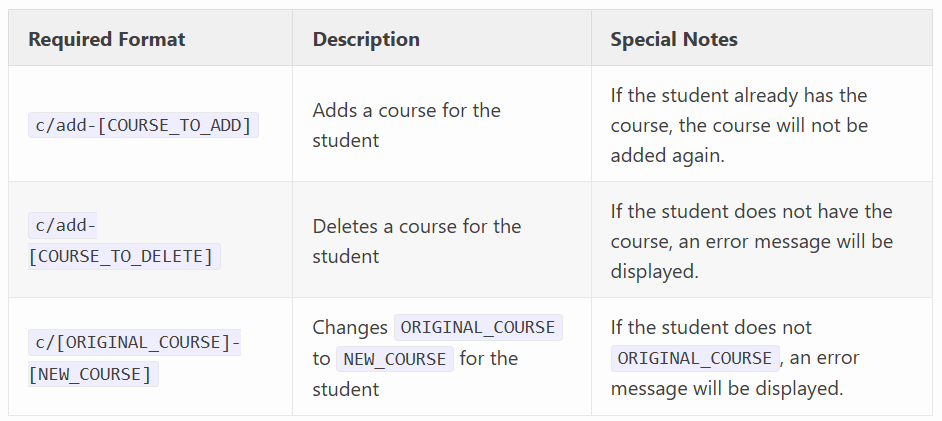 Required Format
Description
Special Notes
c/add-[COURSE_TO_ADD]
Adds a course for the
student
If the student already has the
course, the course will not be
added again.
c/add-
[COURSE_TO_DELETE]
Deletes a course for the
student
If the student does not have the
course, an error message will be
displayed.
c/[ORIGINAL_COURSE]-
[NEW_COURSE]
Changes ORIGINAL_COURSE
to NEW_COURSE for the
student
If the student does not
ORIGINAL_COURSE, an error
message will be displayed.